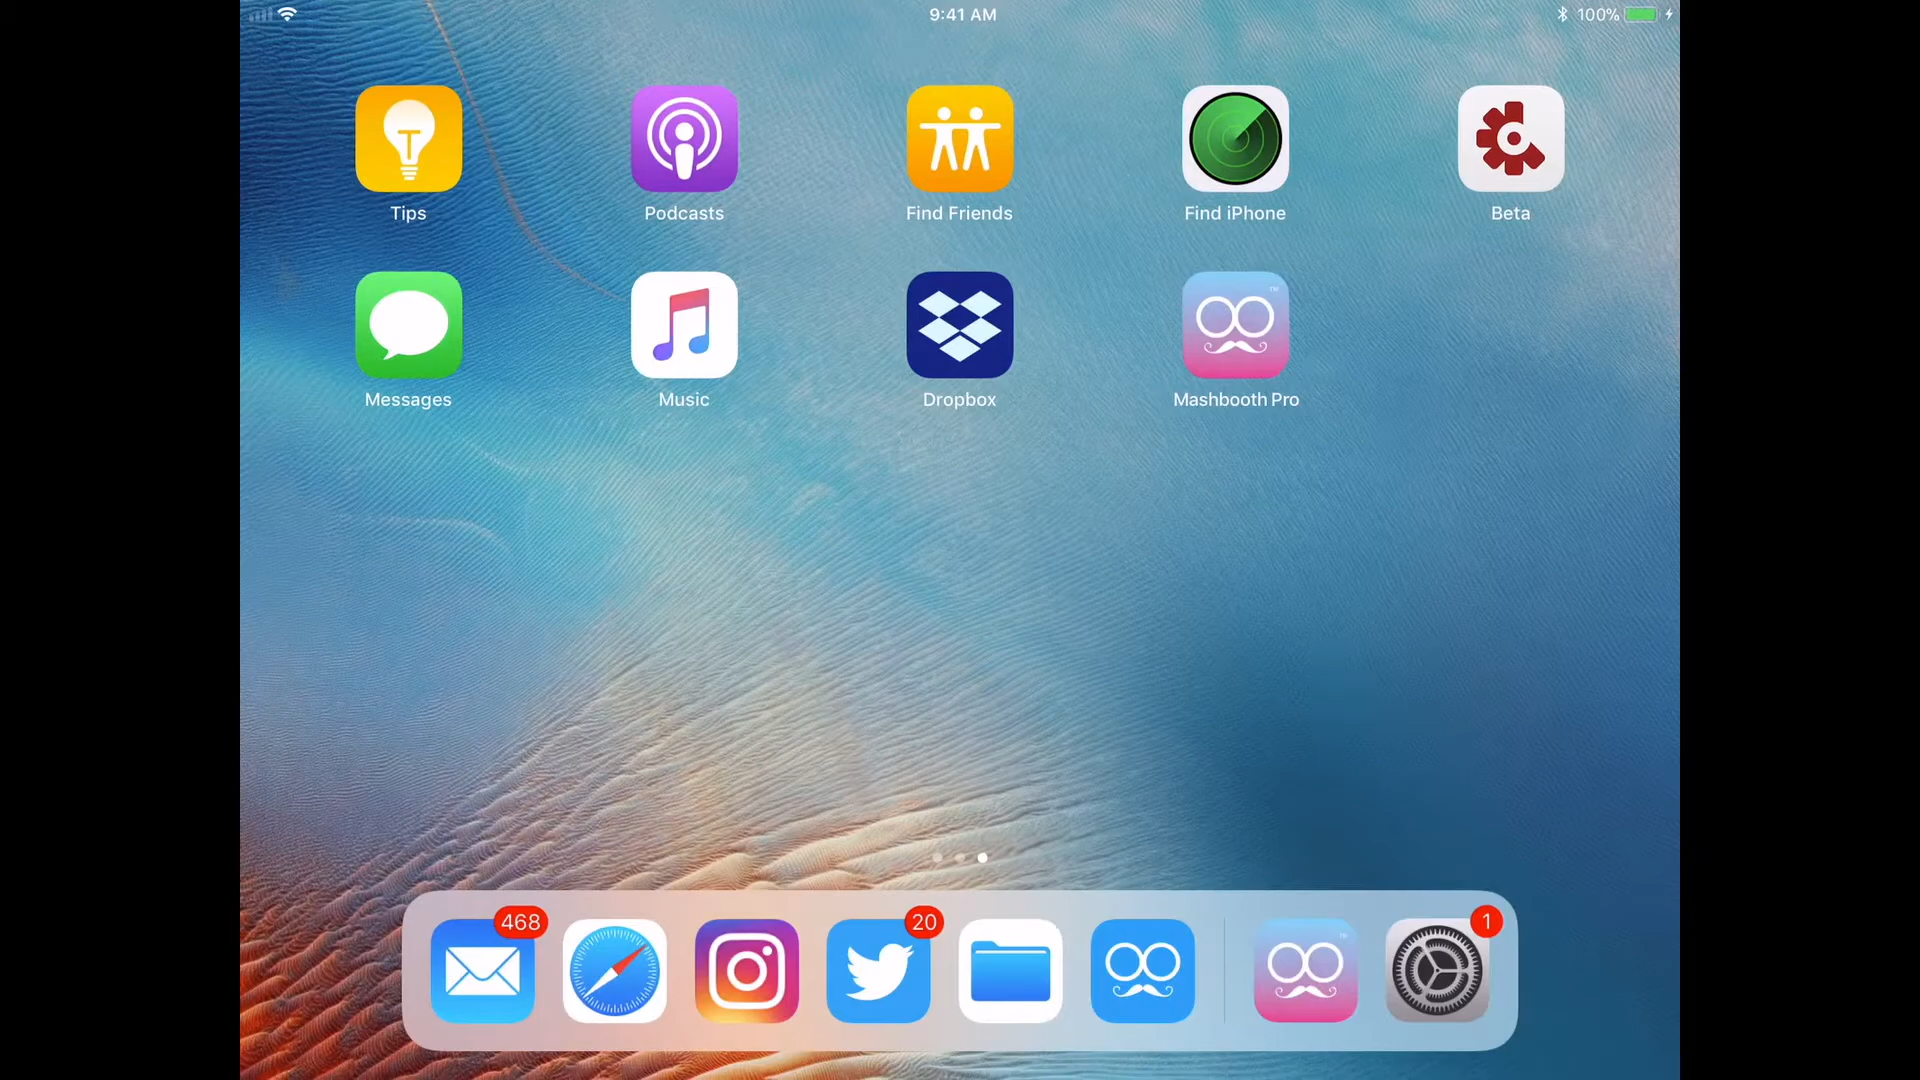 9:41 AM
100%
Tips
Podcasts
Find Friends
Find iPhone
Beta
TM
Messages
Music
Dropbox
Mashbooth Pro
468
20
1